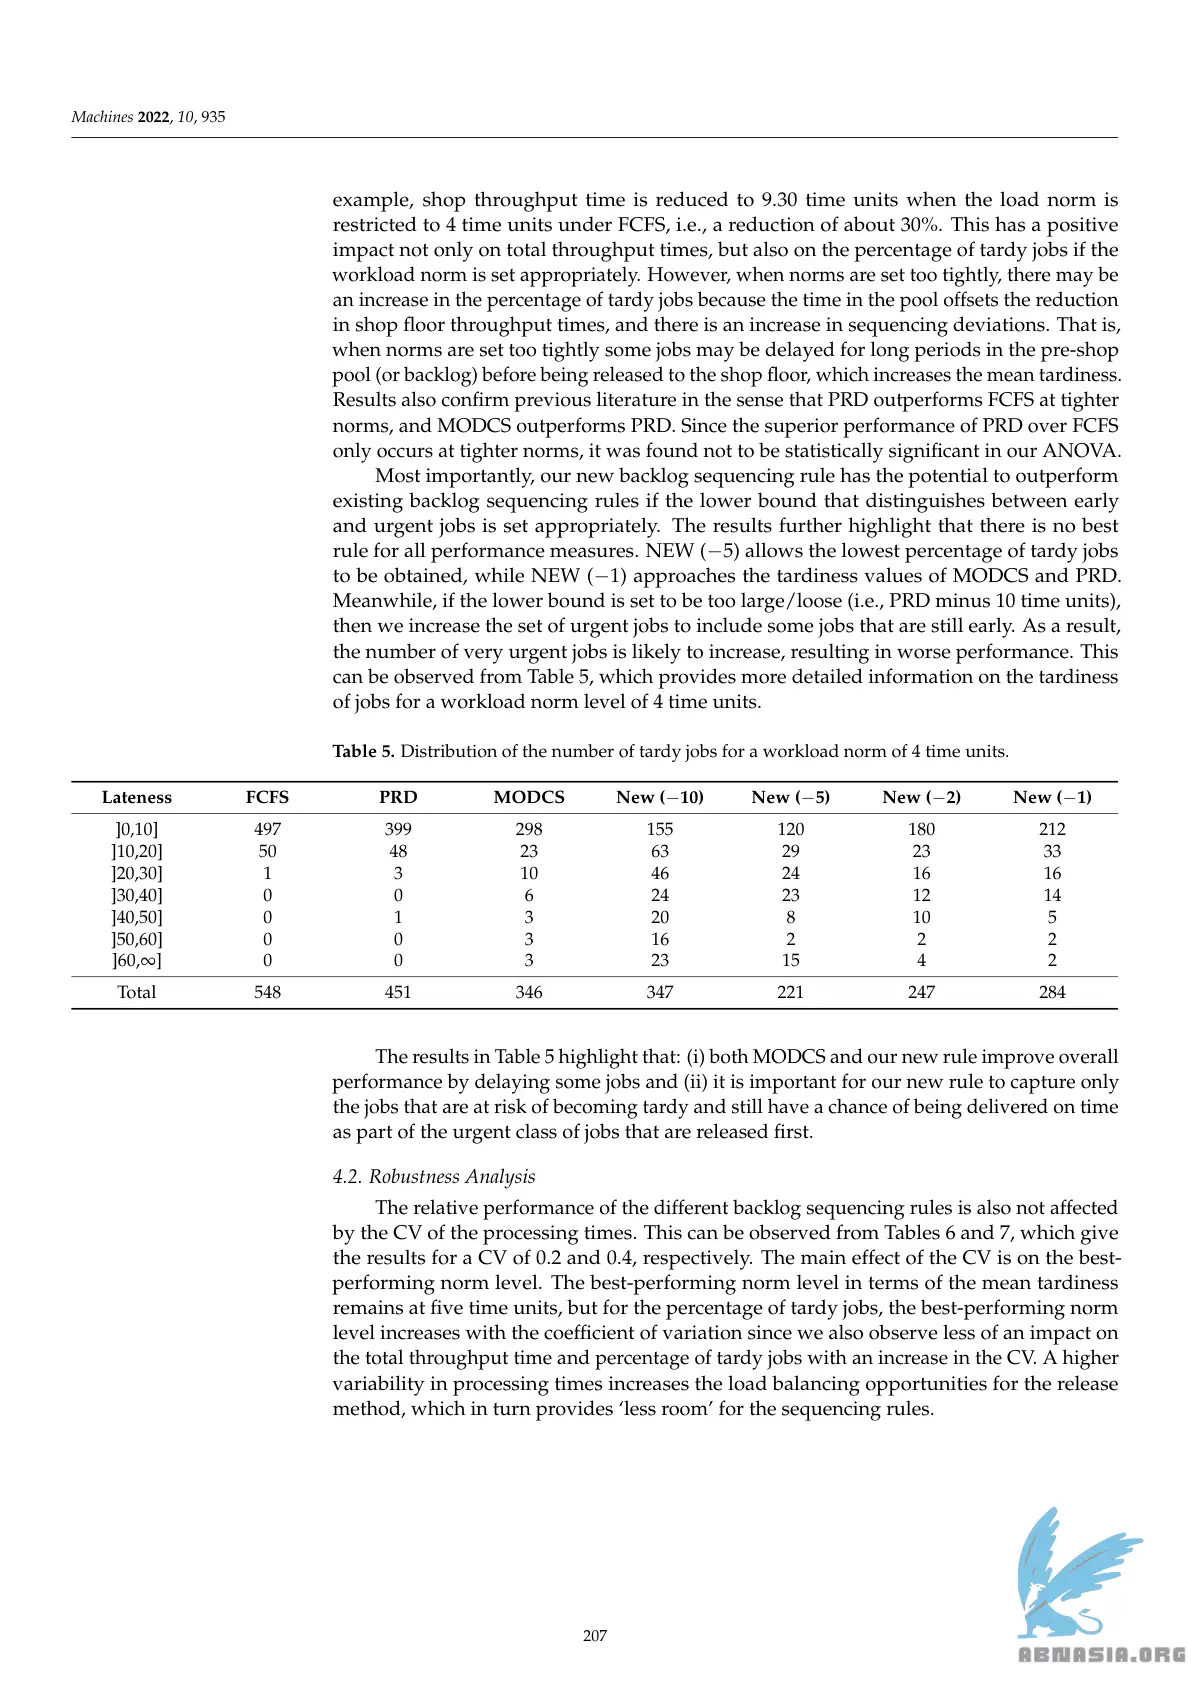 Machines 2022, 10, 935
example, shop throughput time is reduced to 9.30 time units when the load norm is
restricted to 4 time units under FCFS, i.e., a reduction of about 30%. This has a positive
impact not only on total throughput times, but also on the percentage of tardy jobs if the
workload norm is set appropriately. However, when norms are set too tightly, there may be
an increase in the percentage of tardy jobs because the time in the pool offsets the reduction
in shop floor throughput times, and there is an increase in sequencing deviations. That is,
when norms are set too tightly some jobs may be delayed for long periods in the pre-shop
pool (or backlog) before being released to the shop floor, which increases the mean tardiness.
Results also confirm previous literature in the sense that PRD outperforms FCFS at tighter
norms, and MODCS outperforms PRD. Since the superior performance of PRD over FCFS
only occurs at tighter norms, it was found not to be statistically significant in our ANOVA.
Most importantly, our new backlog sequencing rule has the potential to outperform
existing backlog sequencing rules if the lower bound that distinguishes between early
and urgent jobs is set appropriately. The results further highlight that there is no best
rule for all performance measures. NEW (−5) allows the lowest percentage of tardy jobs
to be obtained, while NEW (−1) approaches the tardiness values of MODCS and PRD.
Meanwhile, if the lower bound is set to be too large/loose (i.e., PRD minus 10 time units),
then we increase the set of urgent jobs to include some jobs that are still early. As a result,
the number of very urgent jobs is likely to increase, resulting in worse performance. This
can be observed from Table 5, which provides more detailed information on the tardiness
of jobs for a workload norm level of 4 time units.
Table 5. Distribution of the number of tardy jobs for a workload norm of 4 time units.
Lateness FCFS PRD MODCS New (−10) New (−5) New (−2) New (−1)
]0,10] 497 399 298 155 120 180 212
]10,20] 50 48 23 63 29 23 33
]20,30] 1 3 10 46 24 16 16
]30,40] 0 0 6 24 23 12 14
]40,50] 0 1 3 20 8 10 5
]50,60] 0 0 3 16 2 2 2
]60,∞] 0 0 3 23 15 4 2
Total 548 451 346 347 221 247 284
The results in Table 5 highlight that: (i) both MODCS and our new rule improve overall
performance by delaying some jobs and (ii) it is important for our new rule to capture only
the jobs that are at risk of becoming tardy and still have a chance of being delivered on time
as part of the urgent class of jobs that are released first.
4.2. Robustness Analysis
The relative performance of the different backlog sequencing rules is also not affected
by the CV of the processing times. This can be observed from Tables 6 and 7, which give
the results for a CV of 0.2 and 0.4, respectively. The main effect of the CV is on the best-
performing norm level. The best-performing norm level in terms of the mean tardiness
remains at five time units, but for the percentage of tardy jobs, the best-performing norm
level increases with the coefficient of variation since we also observe less of an impact on
the total throughput time and percentage of tardy jobs with an increase in the CV. A higher
variability in processing times increases the load balancing opportunities for the release
method, which in turn provides ‘less room’ for the sequencing rules.
207
ABNASIA.ORG